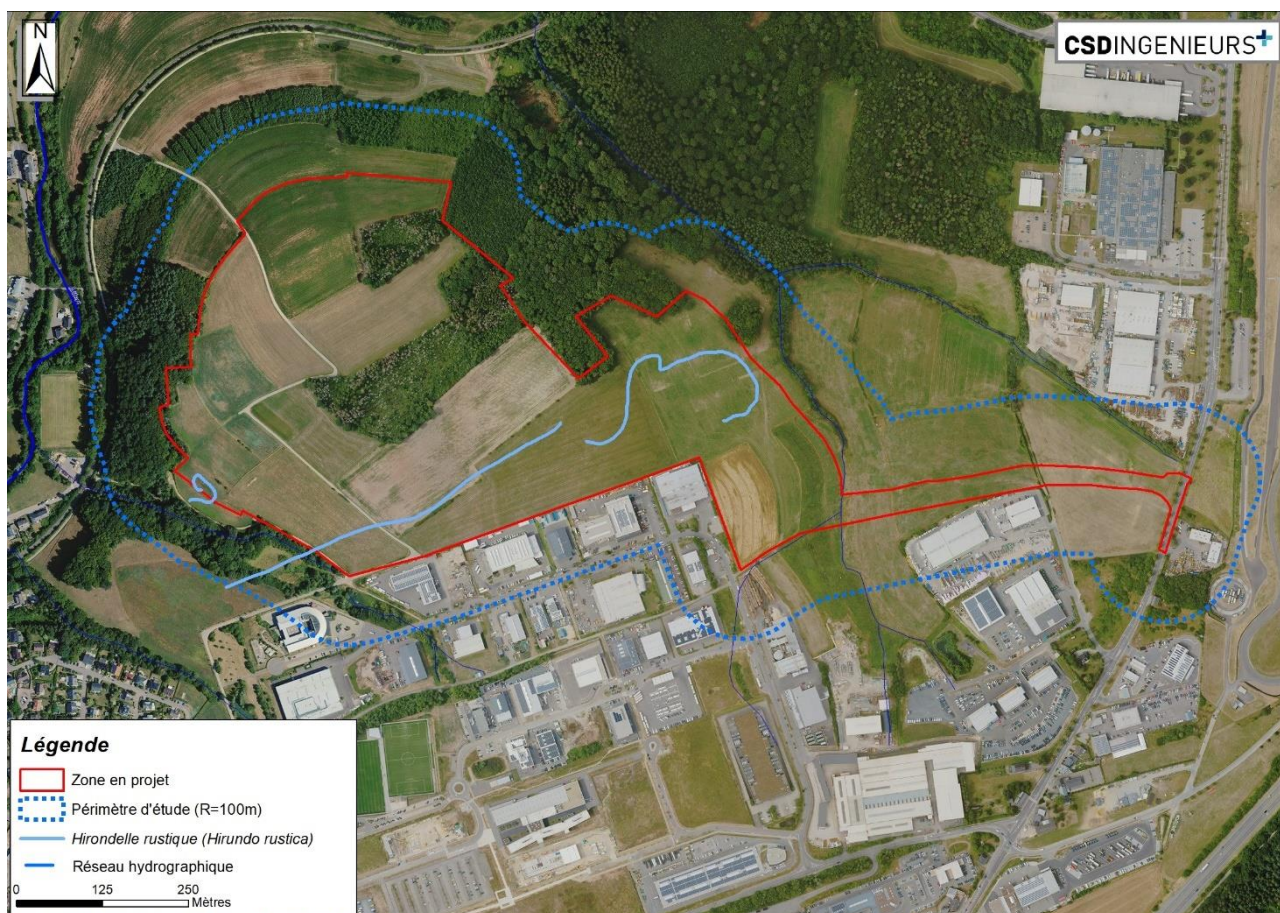 N
CSDINGENIEURS+
Légende
Zone en projet
Périmètre d'étude (R=100m)
Hirondelle rustique (Hirundo rustica)
Réseau hydrographique
0 125 250
Mètres